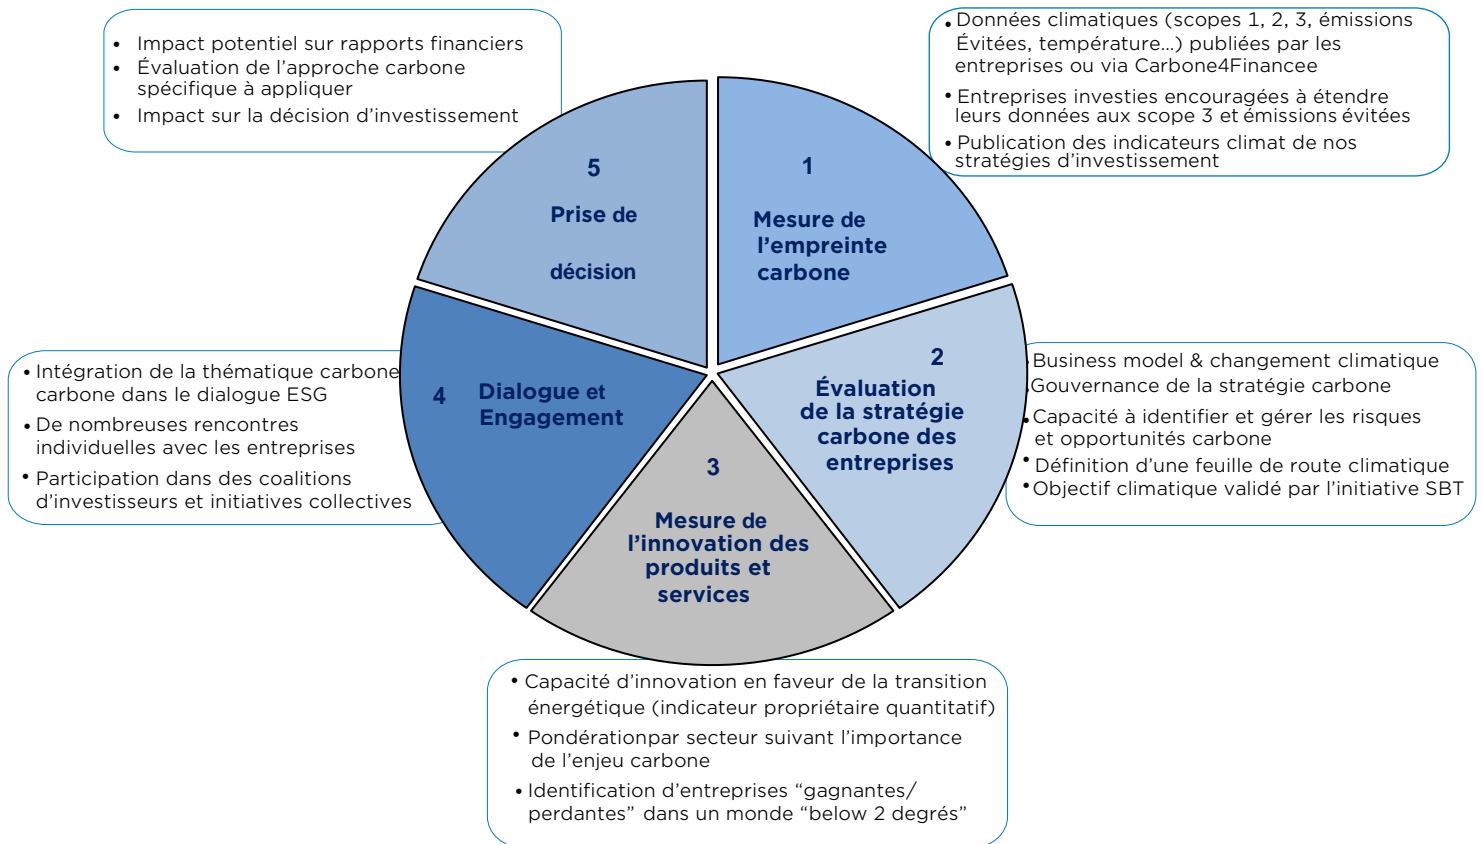 1
Mesure de
l’empreinte
carbone
• Données climatiques (scopes 1, 2, 3, émissions
Évitées, température…) publiées par les
entreprises ou via Carbone4Financee
• Entreprises investies encouragées à étendre
leurs données aux scope 3 et émissions évitées
• Publication des indicateurs climat de nos
stratégies d’investissement
2
Évaluation
de la stratégie
carbone des
entreprises
• Business model & changement climatique
• Gouvernance de la stratégie carbone
• Capacité à identifier et gérer les risques
et opportunités carbone
• Définition d’une feuille de route climatique
• Objectif climatique validé par l’initiative SBT
3
Mesure de
l’innovation des
produits et
services
• Capacité d’innovation en faveur de la transition
énergétique (indicateur propriétaire quantitatif)
• Pondérationpar secteur suivant l’importance
de l’enjeu carbone
• Identification d’entreprises “gagnantes/
perdantes” dans un monde “below 2 degrés”
4
Dialogue et
Engagement
• Intégration de la thématique carbone
carbone dans le dialogue ESG
• De nombreuses rencontres
individuelles avec les entreprises
• Participation dans des coalitions
d’investisseurs et initiatives collectives
5
Prise de
décision
• Impact potentiel sur rapports financiers
• Évaluation de l’approche carbone
spécifique à appliquer
• Impact sur la décision d’investissement